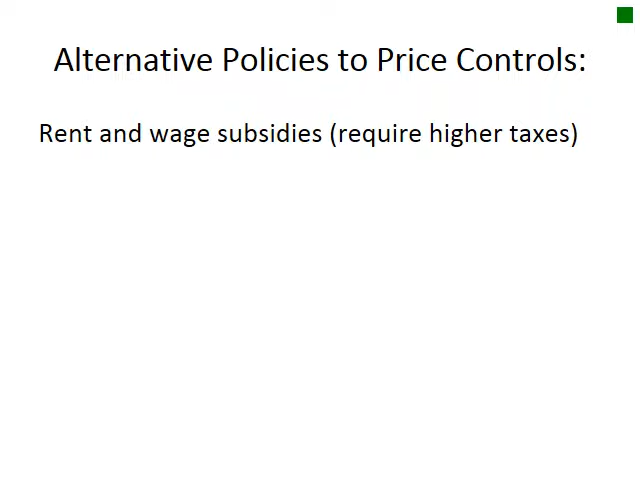 Alternative Policies to Price Controls:
Rent and wage subsidies (require higher taxes)